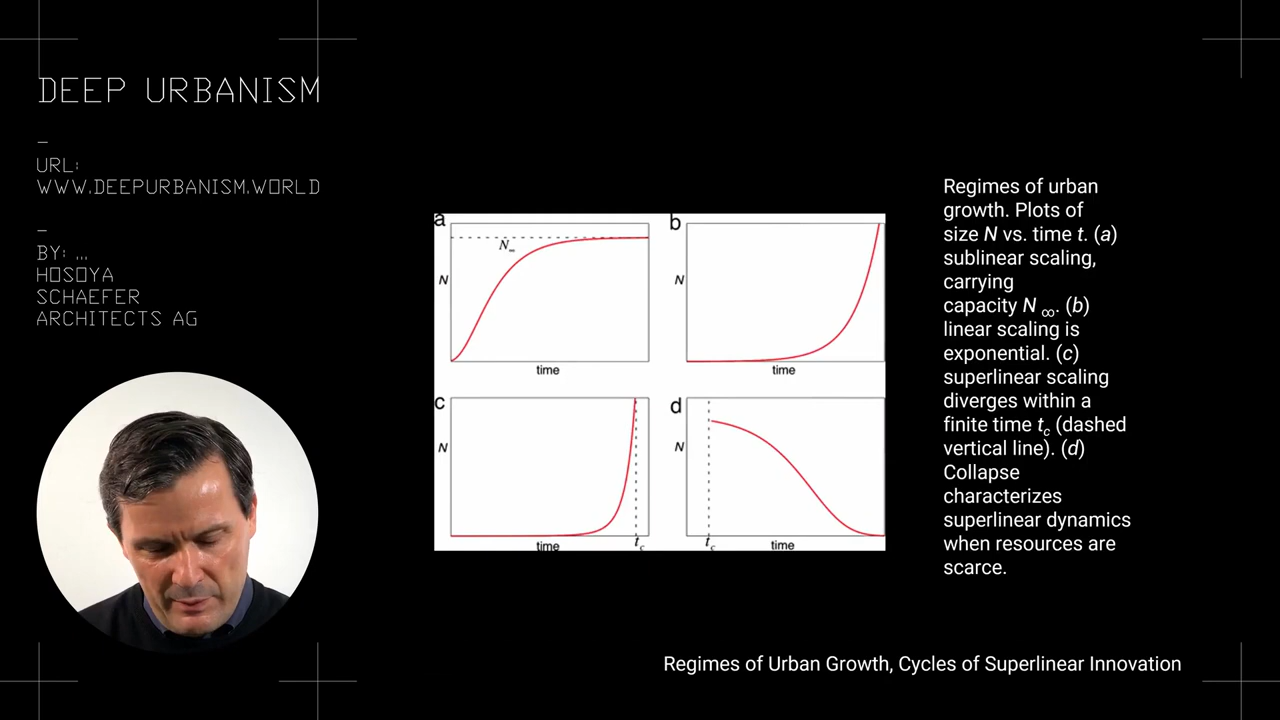 DEEP URBANISM
–
URL:
WWW.DEEPURBANISM.WORLD
–
BY: ...
HOSOYA
SCHAEFER
ARCHITECTS AG
a
N∞
N
time
b
N
time
c
N
time
tc
d
N
tc
time
Regimes of urban
growth. Plots of
size N vs. time t. (a)
sublinear scaling,
carrying
capacity N ∞. (b)
linear scaling is
exponential. (c)
superlinear scaling
diverges within a
finite time tc (dashed
vertical line). (d)
Collapse
characterizes
superlinear dynamics
when resources are
scarce.
Regimes of Urban Growth, Cycles of Superlinear Innovation